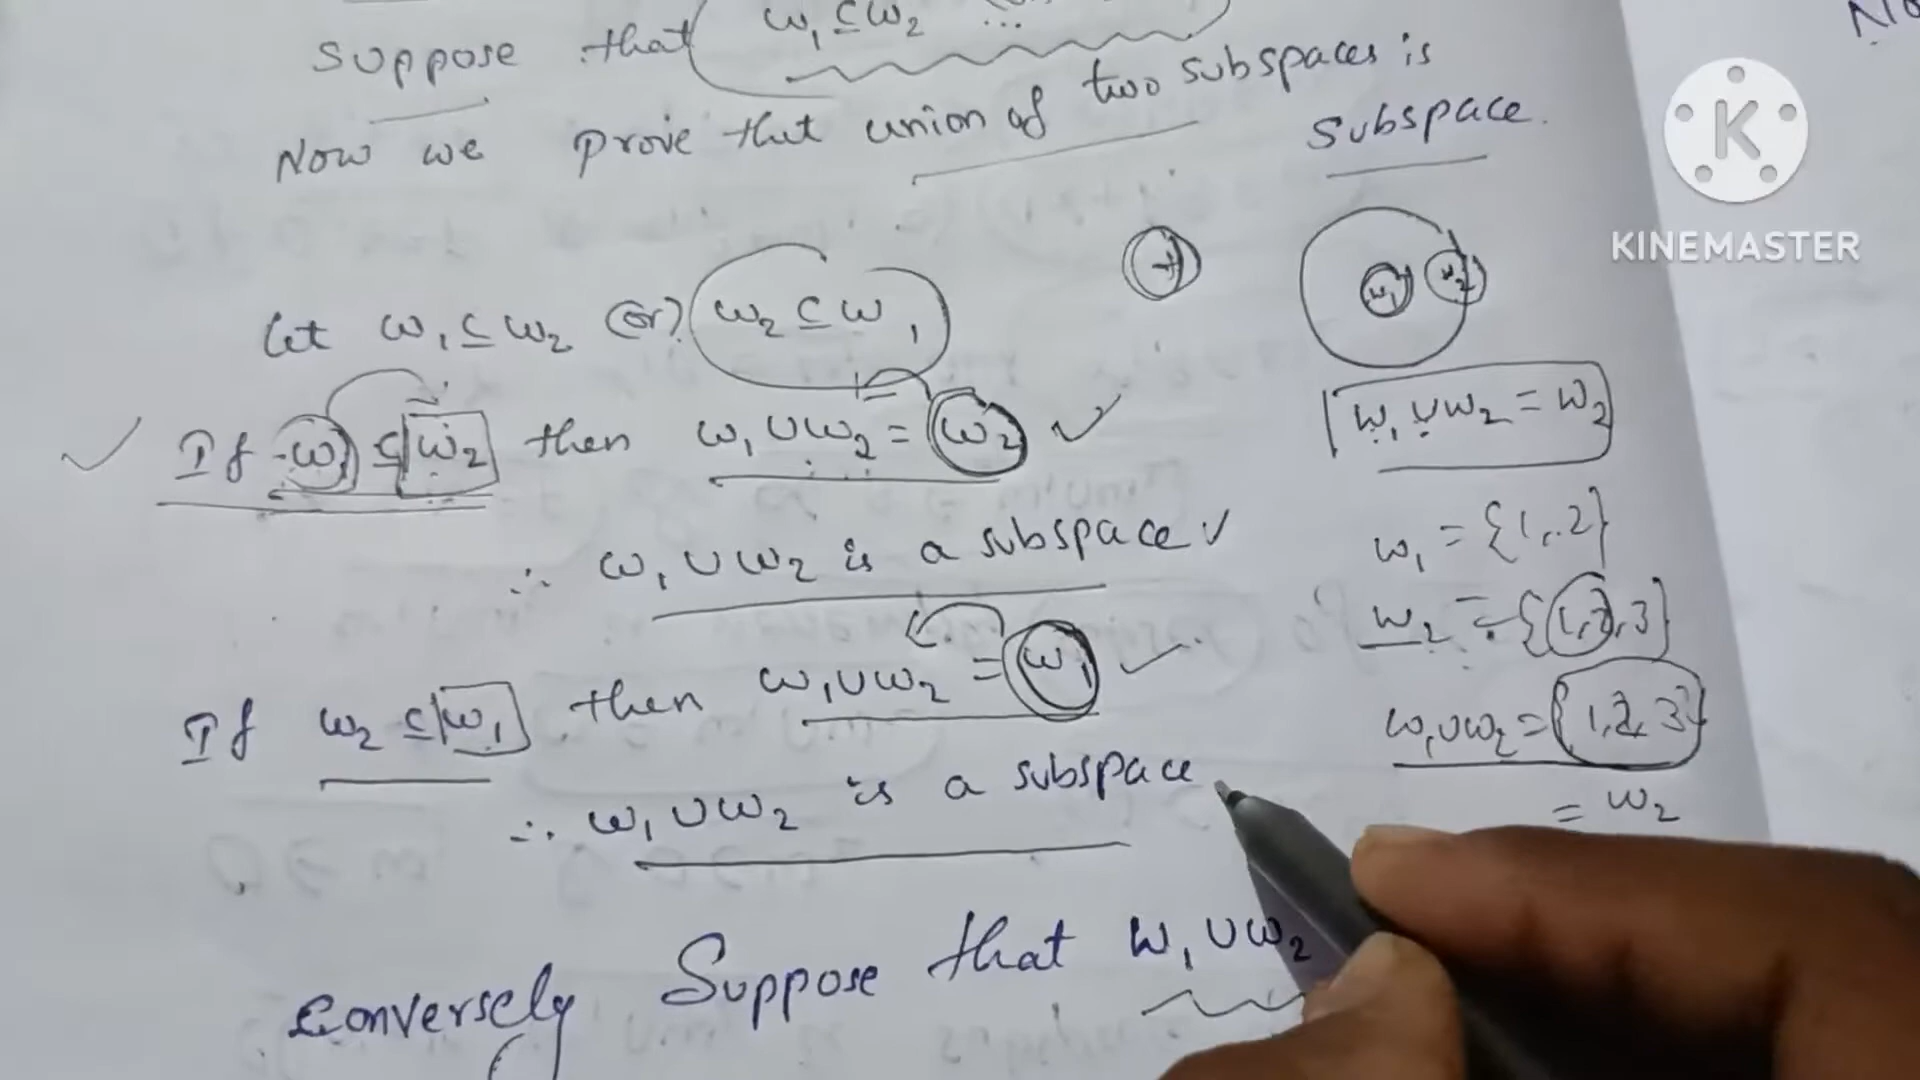 Suppose that w₁ ⊆ w₂ ...
Now we prove that union of two subspaces is
subspace.
K
KINEMASTER
w₁ w₂
let w₁ ⊆ w₂ (or) w₂ ⊆ w₁
If w₁ ⊆ w₂ then w₁ ∪ w₂ = w₂ ✓
w₁ ∪ w₂ = w₂
∴ w₁ ∪ w₂ is a subspace ✓
w₁ = {1,2}
w₂ = {1,2,3}
If w₂ ⊆ w₁ then w₁ ∪ w₂ = w₁ ✓
w₁ ∪ w₂ = {1,2,3}
= w₂
∴ w₁ ∪ w₂ is a subspace
Conversely Suppose that w₁ ∪ w₂